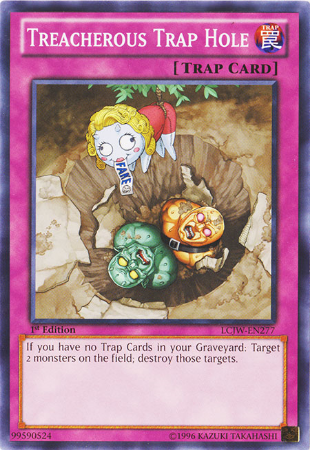 TREACHEROUS TRAP HOLE
TRAP
罠
[TRAP CARD]
FAKE
1st Edition
LCJW-EN277
If you have no Trap Cards in your Graveyard: Target
2 monsters on the field; destroy those targets.
99590524
©1996 KAZUKI TAKAHASHI